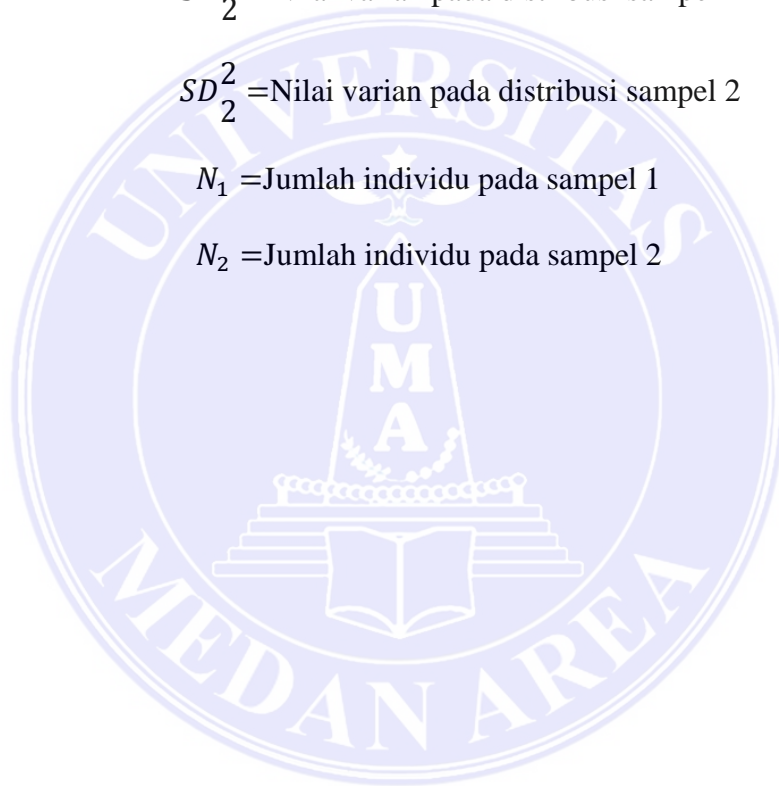 2
𝑆𝐷₂² =Nilai varian pada distribusi sampel 2
𝑁₁ =Jumlah individu pada sampel 1
𝑁₂ =Jumlah individu pada sampel 2
UNIVERSITAS
U
M
A
MEDAN AREA